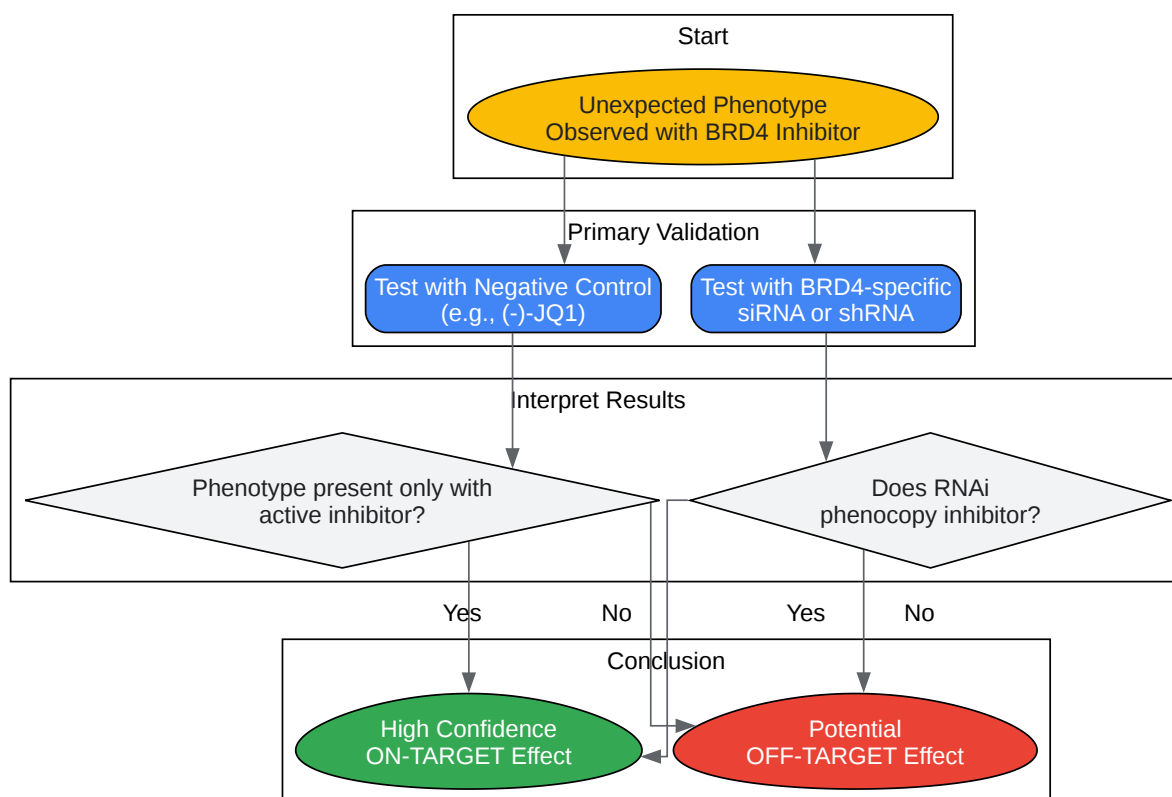 Start
Unexpected Phenotype
Observed with BRD4 Inhibitor
Primary Validation
Test with Negative Control
(e.g., (-)-JQ1)
Test with BRD4-specific
siRNA or shRNA
Interpret Results
Phenotype present only with
active inhibitor?
Does RNAi
phenocopy inhibitor?
Yes
No
Yes
No
Conclusion
High Confidence
ON-TARGET Effect
Potential
OFF-TARGET Effect